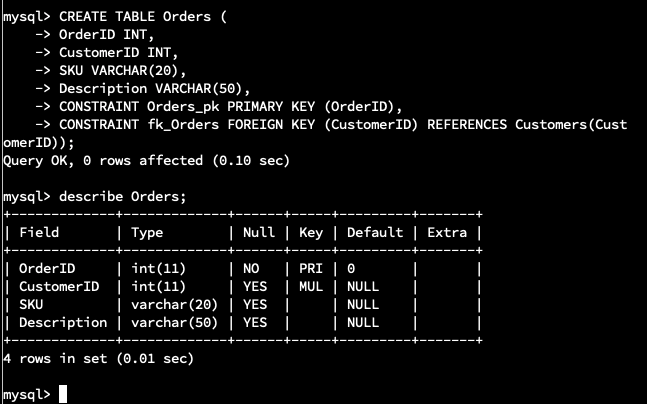 mysql> CREATE TABLE Orders (
    -> OrderID INT,
    -> CustomerID INT,
    -> SKU VARCHAR(20),
    -> Description VARCHAR(50),
    -> CONSTRAINT Orders_pk PRIMARY KEY (OrderID),
    -> CONSTRAINT fk_Orders FOREIGN KEY (CustomerID) REFERENCES Customers(Cust
omerID));
Query OK, 0 rows affected (0.10 sec)

mysql> describe Orders;
+-------------+-------------+------+-----+---------+-------+
| Field       | Type        | Null | Key | Default | Extra |
+-------------+-------------+------+-----+---------+-------+
| OrderID     | int(11)     | NO   | PRI | 0       |       |
| CustomerID  | int(11)     | YES  | MUL | NULL    |       |
| SKU         | varchar(20) | YES  |     | NULL    |       |
| Description | varchar(50) | YES  |     | NULL    |       |
+-------------+-------------+------+-----+---------+-------+
4 rows in set (0.01 sec)

mysql>